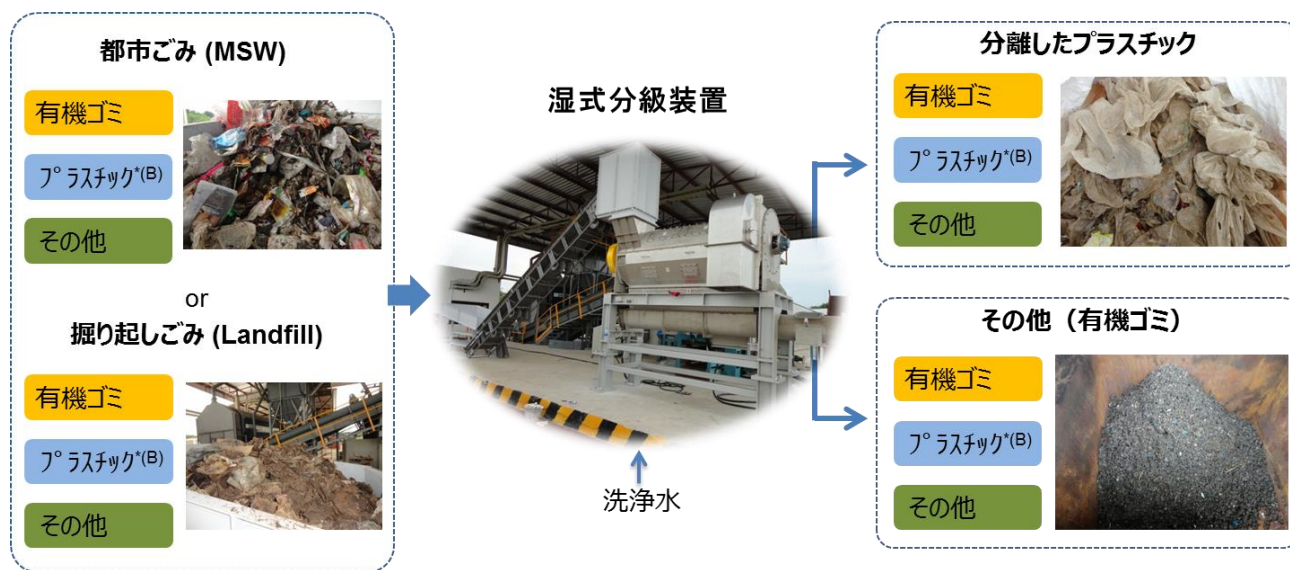 都市ごみ (MSW)
有機ゴミ
プラスチック*(B)
その他
or
掘り起しごみ (Landfill)
有機ゴミ
プラスチック*(B)
その他
湿式分級装置
洗浄水
分離したプラスチック
有機ゴミ
プラスチック*(B)
その他
その他（有機ゴミ）
有機ゴミ
プラスチック*(B)
その他